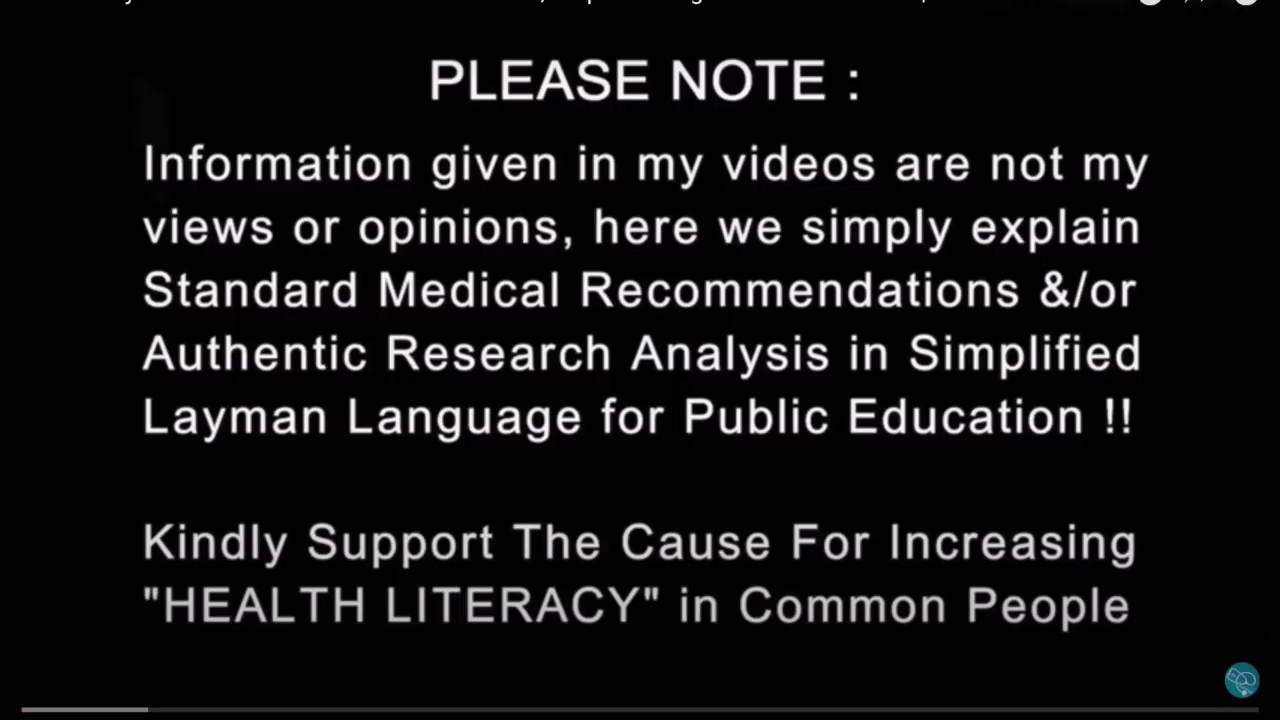 PLEASE NOTE :
Information given in my videos are not my
views or opinions, here we simply explain
Standard Medical Recommendations &/or
Authentic Research Analysis in Simplified
Layman Language for Public Education !!
Kindly Support The Cause For Increasing
"HEALTH LITERACY" in Common People